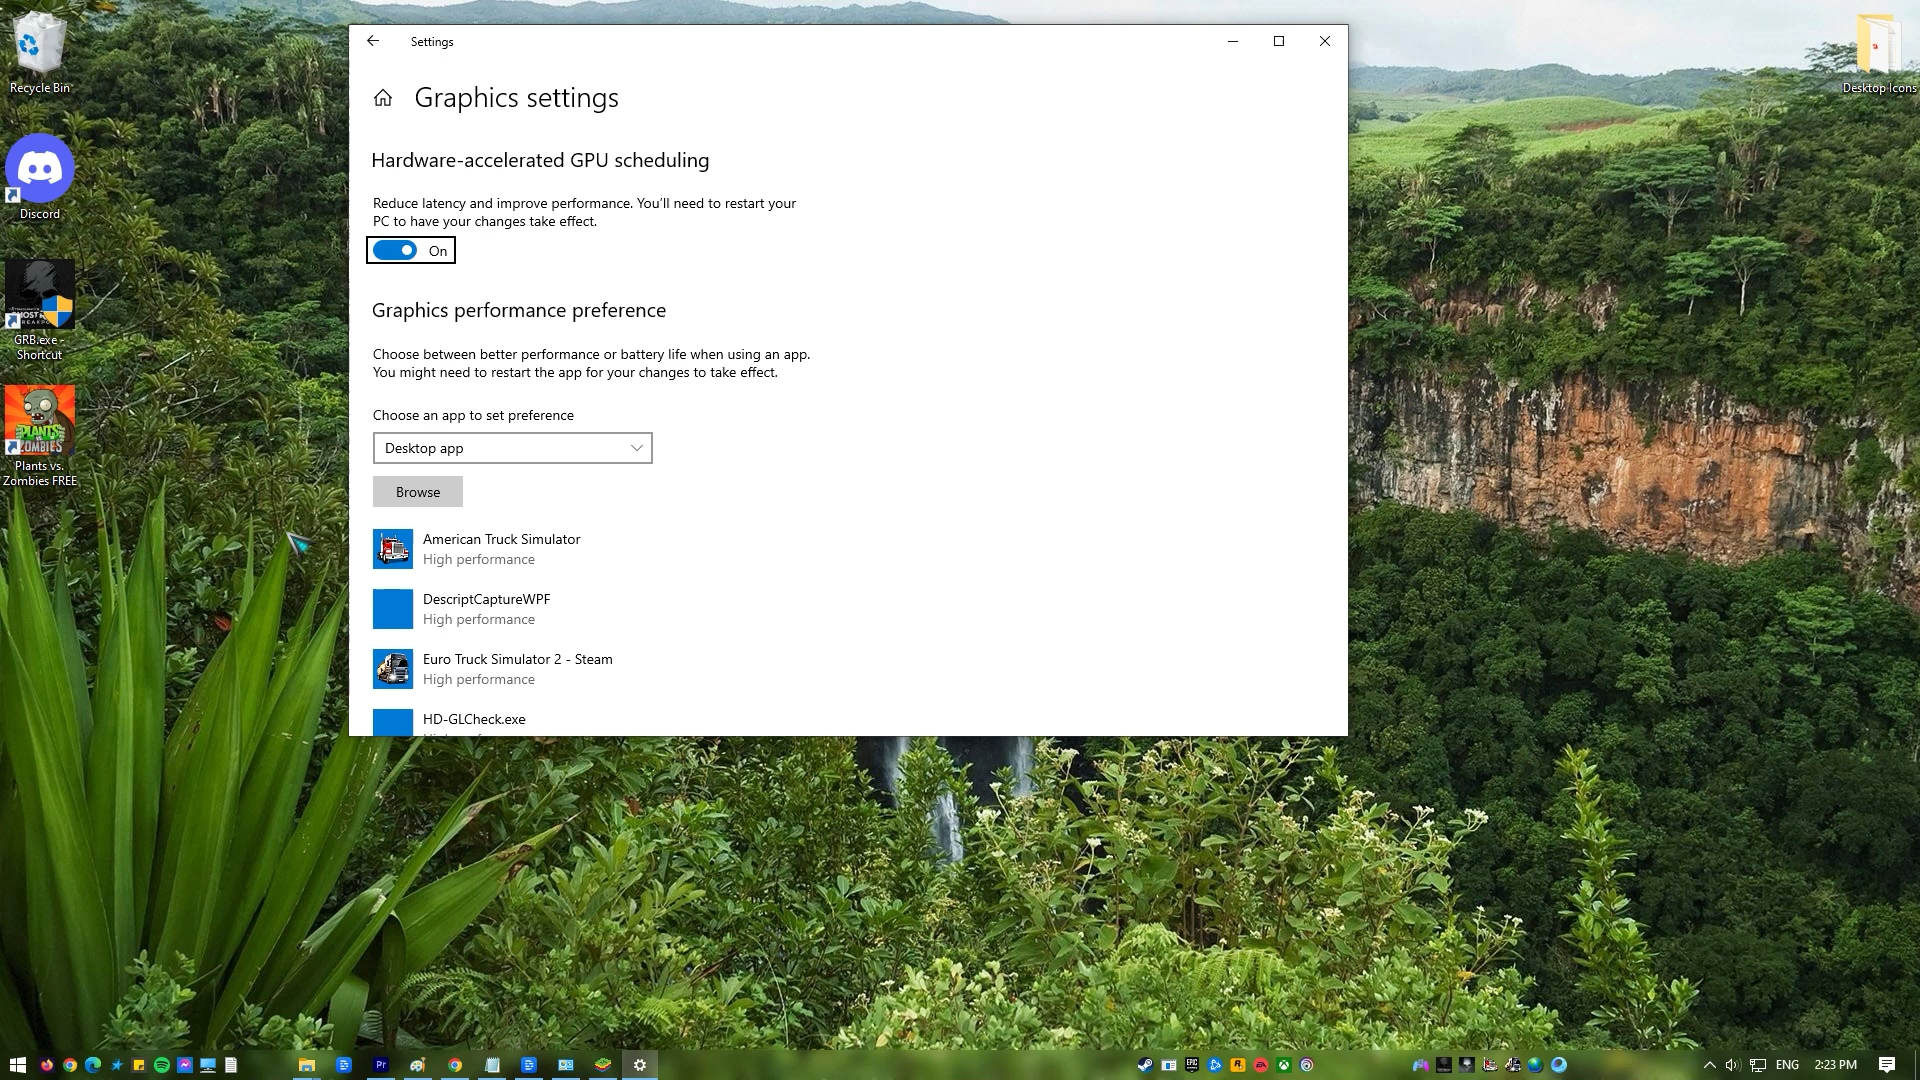 Settings
Graphics settings
Hardware-accelerated GPU scheduling
Reduce latency and improve performance. You'll need to restart your
PC to have your changes take effect.
On
Graphics performance preference
Choose between better performance or battery life when using an app.
You might need to restart the app for your changes to take effect.
Choose an app to set preference
Desktop app
Browse
American Truck Simulator
High performance
DescriptCaptureWPF
High performance
Euro Truck Simulator 2 - Steam
High performance
HD-GLCheck.exe
Recycle Bin
Discord
GRB.exe -
Shortcut
PLANTS
ZOMBIES
Plants vs.
Zombies FREE
Desktop Icons
Pr
EPIC
ENG
2:23 PM